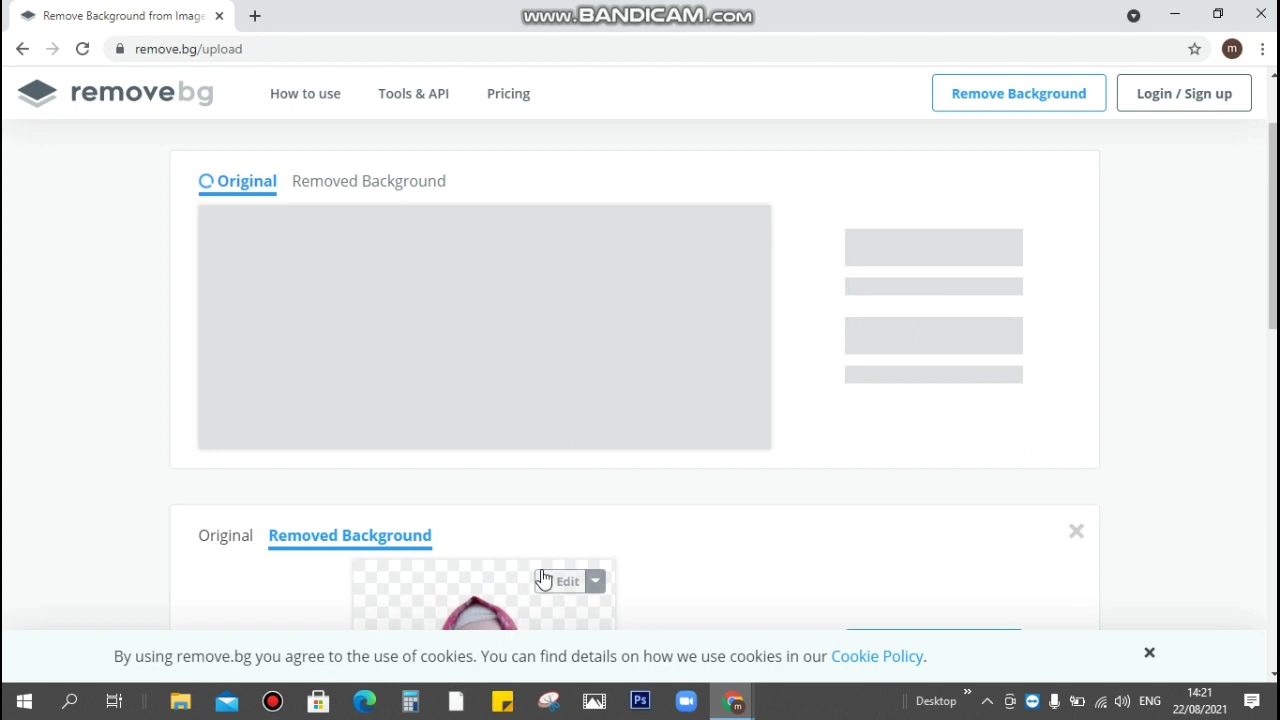 Remove Background from Image
www.BANDICAM.com
remove.bg/upload
m
removebg
How to use
Tools & API
Pricing
Remove Background
Login / Sign up
Original
Removed Background
Original
Removed Background
Edit
By using remove.bg you agree to the use of cookies. You can find details on how we use cookies in our Cookie Policy.
Ps
m
Desktop
ENG
14:21
22/08/2021